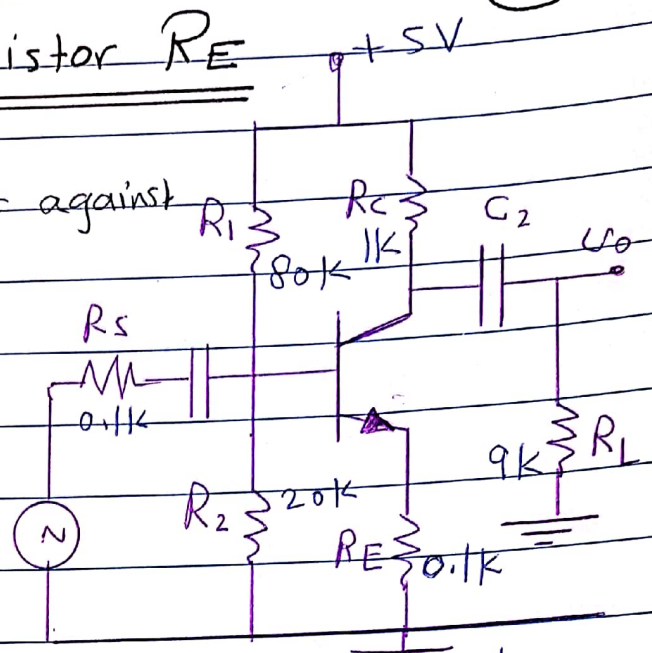 istor RE
+ 5V
against
R1
80k
Rc
1k
C2
vo
Rs
0.1k
R2
20k
RE
0.1k
9k
RL